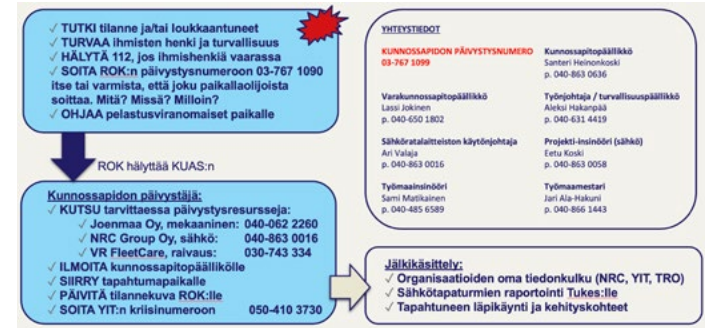 ✓ TUTKI tilanne ja/tai loukkaantuneet
✓ TURVAA ihmisten henki ja turvallisuus
✓ HÄLYTÄ 112, jos ihmishenkiä vaarassa
✓ SOITA ROK:n päivystysnumeroon 03-767 1090
itse tai varmista, että joku paikallaolijoista
soittaa. Mitä? Missä? Milloin?
✓ OHJAA pelastusviranomaiset paikalle
ROK hälyttää KUAS:n
Kunnossapidon päivystäjä:
✓ KUTSU tarvittaessa päivystysresursseja:
✓ Joenmaa Oy, mekaaninen: 040-062 2260
✓ NRC Group Oy, sähkö: 040-863 0016
✓ VR FleetCare, raivaus: 030-743 334
✓ ILMOITA kunnossapitopäällikölle
✓ SIIRRY tapahtumapaikalle
✓ PÄIVITÄ tilannekuva ROK:lle
✓ SOITA YIT:n kriisinumeroon 050-410 3730
YHTEYSTIEDOT
KUNNOSSAPIDON PÄIVYSTYSNUMERO
03-767 1099
Kunnossapitopäällikkö
Santeri Heinonkoski
p. 040-863 0636
Varakunnossapitopäällikkö
Lassi Jokinen
p. 040-650 1802
Työnjohtaja / turvallisuuspäällikkö
Aleksi Hakanpää
p. 040-631 4419
Sähköratalaitteiston käytönjohtaja
Ari Valaja
p. 040-863 0016
Projekti-insinööri (sähkö)
Eetu Koski
p. 040-863 0058
Työmaainsinööri
Sami Matikainen
p. 040-485 6589
Työmaamestari
Jari Ala-Hakuni
p. 040-866 1443
Jälkikäsittely:
✓ Organisaatioiden oma tiedonkulku (NRC, YIT, TRO)
✓ Sähkötapaturmien raportointi Tukes:lle
✓ Tapahtuneen läpikäynti ja kehityskohteet